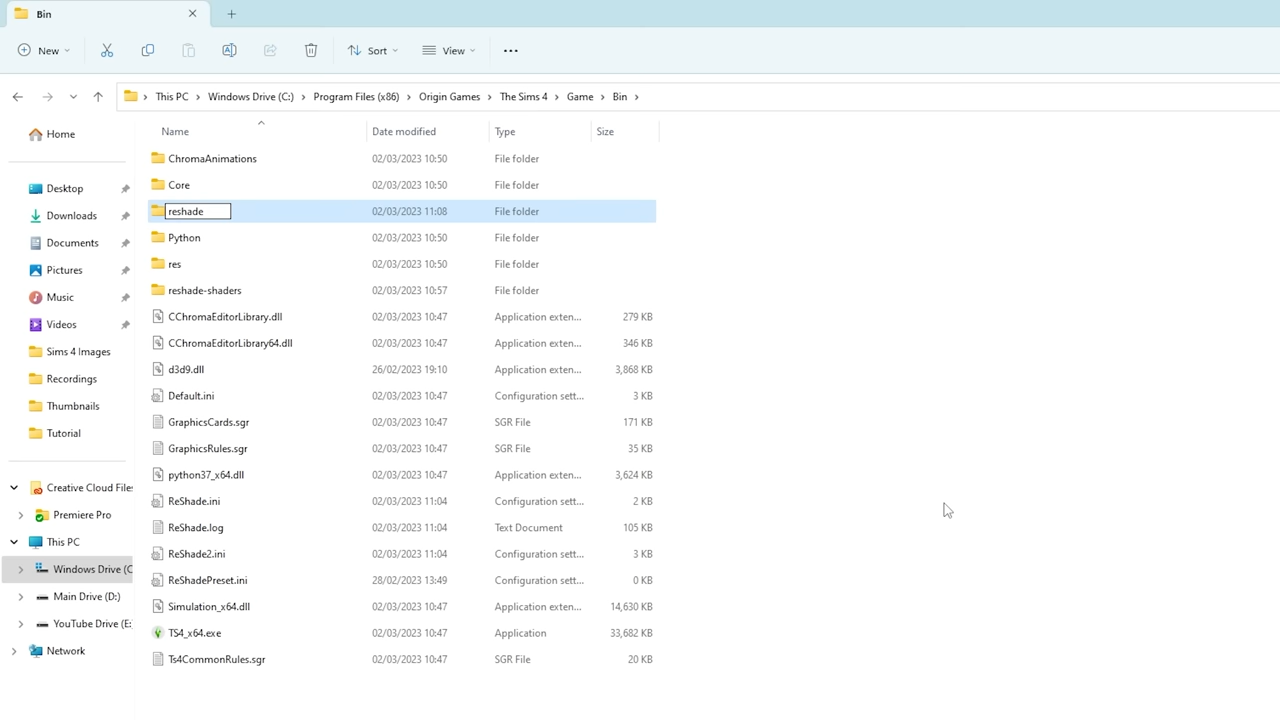 Bin
New Sort View
This PC Windows Drive (C:) Program Files (x86) Origin Games The Sims 4 Game Bin
Home
Desktop
Downloads
Documents
Pictures
Music
Videos
Sims 4 Images
Recordings
Thumbnails
Tutorial
Creative Cloud Files
Premiere Pro
This PC
Windows Drive (C
Main Drive (D:)
YouTube Drive (E:
Network
Name Date modified Type Size
ChromaAnimations 02/03/2023 10:50 File folder
Core 02/03/2023 10:50 File folder
reshade 02/03/2023 11:08 File folder
Python 02/03/2023 10:50 File folder
res 02/03/2023 10:50 File folder
reshade-shaders 02/03/2023 10:57 File folder
CChromaEditorLibrary.dll 02/03/2023 10:47 Application exten... 279 KB
CChromaEditorLibrary64.dll 02/03/2023 10:47 Application exten... 346 KB
d3d9.dll 26/02/2023 19:10 Application exten... 3,868 KB
Default.ini 02/03/2023 10:47 Configuration sett... 3 KB
GraphicsCards.sgr 02/03/2023 10:47 SGR File 171 KB
GraphicsRules.sgr 02/03/2023 10:47 SGR File 35 KB
python37_x64.dll 02/03/2023 10:47 Application exten... 3,624 KB
ReShade.ini 02/03/2023 11:04 Configuration sett... 2 KB
ReShade.log 02/03/2023 11:04 Text Document 105 KB
ReShade2.ini 02/03/2023 11:04 Configuration sett... 3 KB
ReShadePreset.ini 28/02/2023 13:49 Configuration sett... 0 KB
Simulation_x64.dll 02/03/2023 10:47 Application exten... 14,630 KB
TS4_x64.exe 02/03/2023 10:47 Application 33,682 KB
Ts4CommonRules.sgr 02/03/2023 10:47 SGR File 20 KB